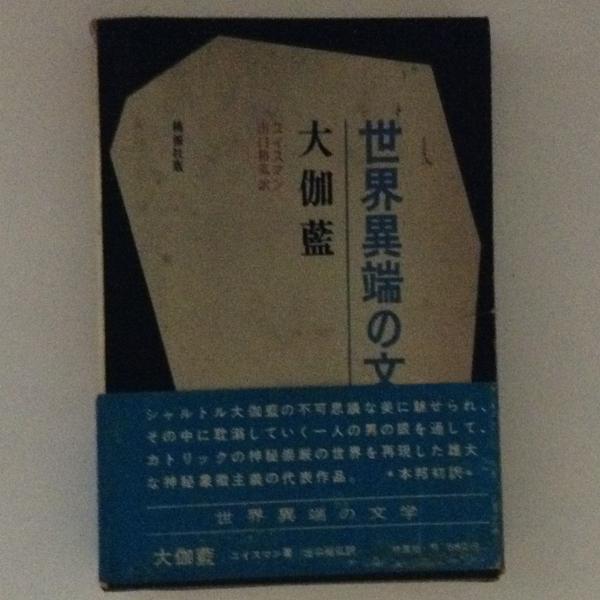 世界異端の文
大伽藍
ユイスマン
出口裕弘訳
桃源社版
シャルトル大伽藍の不可思議な美に魅せられ、
その中に耽溺していく一人の男の眼を通して、
カトリックの神秘荘厳の世界を再現した雄大
な神秘象徴主義の代表作品。 *本邦初訳*
世界異端の文学
大伽藍 ユイスマン著 出口裕弘訳